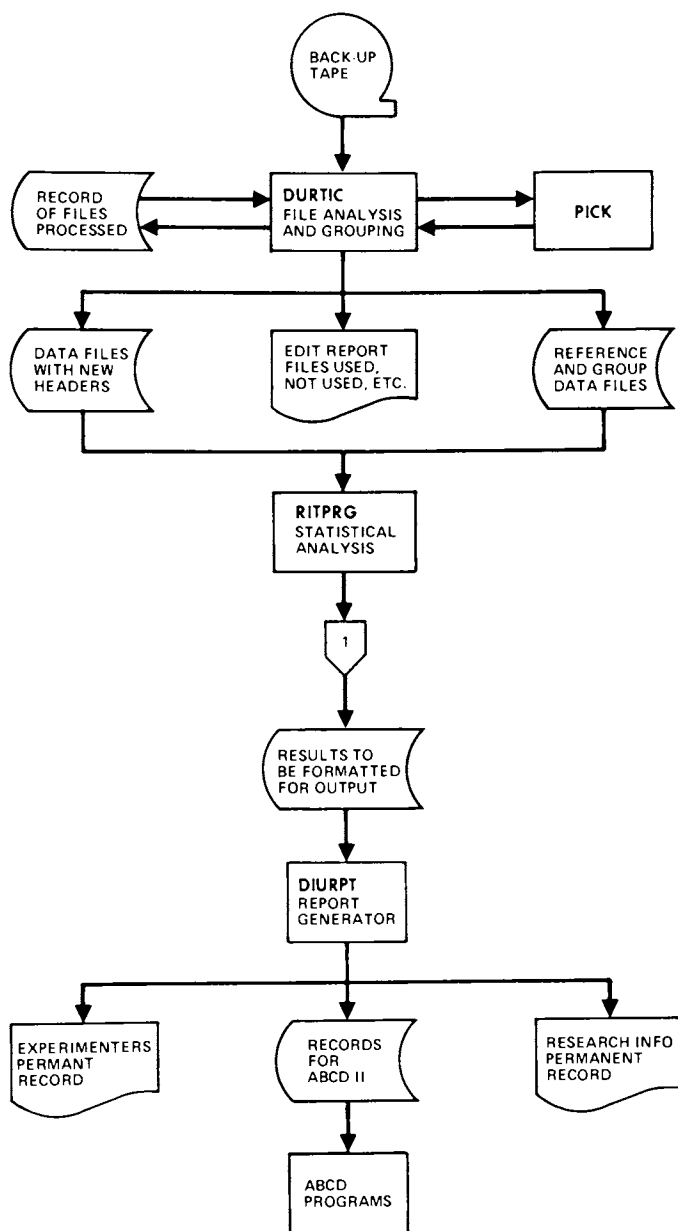 BACK-UP
TAPE
RECORD
OF FILES
PROCESSED
DURTIC
FILE ANALYSIS
AND GROUPING
PICK
DATA FILES
WITH NEW
HEADERS
EDIT REPORT
FILES USED,
NOT USED, ETC.
REFERENCE
AND GROUP
DATA FILES
RITPRG
STATISTICAL
ANALYSIS
1
RESULTS TO
BE FORMATTED
FOR OUTPUT
DIURPT
REPORT
GENERATOR
EXPERIMENTERS
PERMANT
RECORD
RECORDS
FOR
ABCD II
RESEARCH INFO
PERMANENT
RECORD
ABCD
PROGRAMS